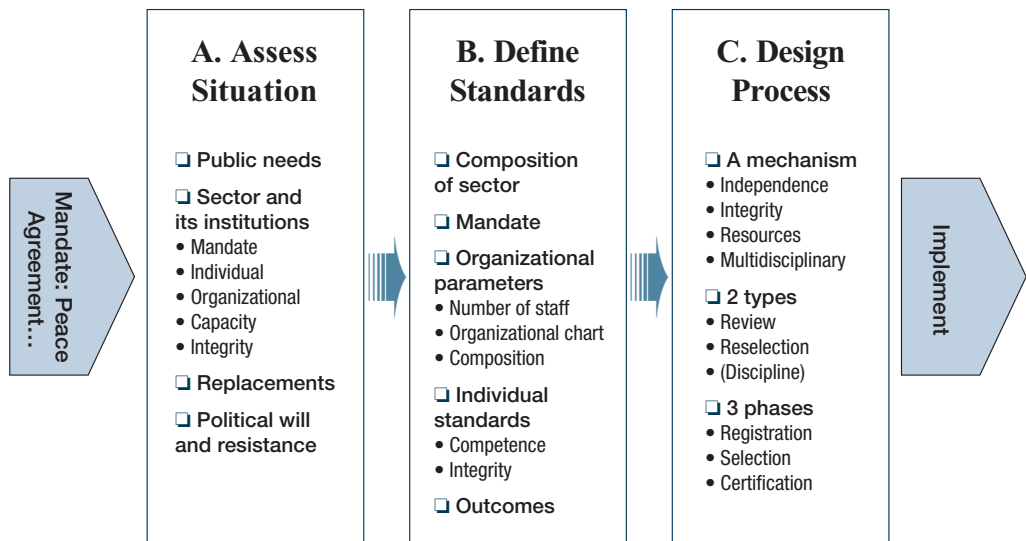 Mandate: Peace
Agreement...
A. Assess
Situation
❏ Public needs
❏ Sector and
its institutions
• Mandate
• Individual
• Organizational
• Capacity
• Integrity
❏ Replacements
❏ Political will
and resistance
B. Define
Standards
❏ Composition
of sector
❏ Mandate
❏ Organizational
parameters
• Number of staff
• Organizational chart
• Composition
❏ Individual
standards
• Competence
• Integrity
❏ Outcomes
C. Design
Process
❏ A mechanism
• Independence
• Integrity
• Resources
• Multidisciplinary
❏ 2 types
• Review
• Reselection
• (Discipline)
❏ 3 phases
• Registration
• Selection
• Certification
Implement